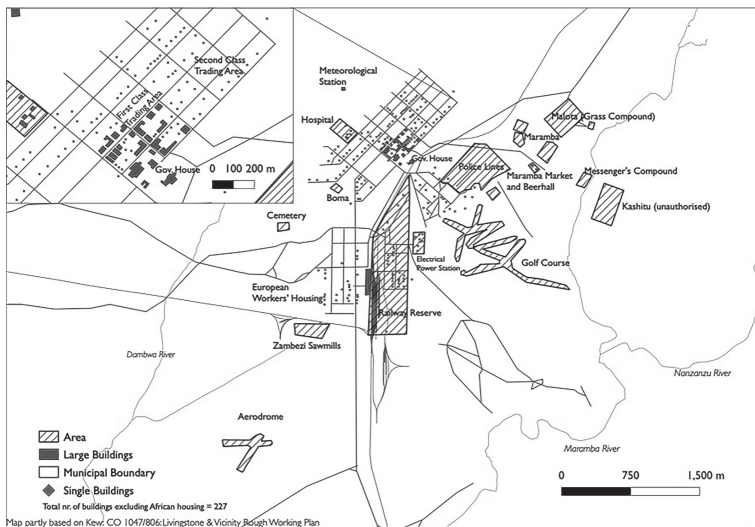 Second Class
Trading Area
First Class
Trading Area
Gov. House
0 100 200 m
Meteorological
Station
Hospital
Gov. House
Boma
Police Lines
Malota (Grass Compound)
Maramba
Maramba Market
and Beerhall
Messenger's Compound
Kashitu (unauthorised)
Cemetery
Electrical
Power Station
Golf Course
European
Workers' Housing
Railway Reserve
Zambezi Sawmills
Dambwa River
Nanzanzu River
Maramba River
Aerodrome
Area
Large Buildings
Municipal Boundary
Single Buildings
Total nr. of buildings excluding African housing = 227
0 750 1,500 m
Map partly based on Kew: CO 1047/806: Livingstone & Vicinity Rough Working Plan